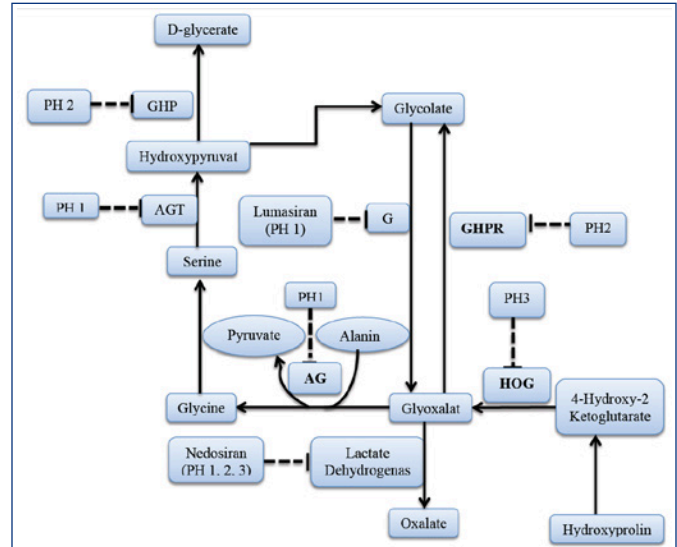 D-glycerate
PH 2
GHP
Glycolate
Hydroxypyruvat
PH 1
AGT
Lumasiran
(PH 1)
G
GHPR
PH2
Serine
PH1
PH3
Pyruvate
Alanin
AG
HOG
4-Hydroxy-2
Ketoglutarate
Glycine
Glyoxalat
Nedosiran
(PH 1, 2, 3)
Lactate
Dehydrogenas
Oxalate
Hydroxyprolin